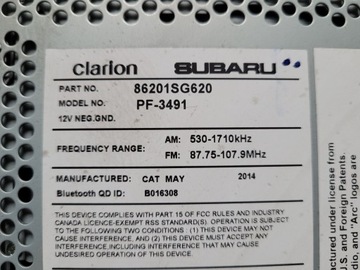 clarion SUBARU
PART NO. 86201SG620
MODEL NO. PF-3491
12V NEG.GND.
FREQUENCY RANGE: AM: 530-1710kHz
FM: 87.75-107.9MHz
MANUFACTURED: CAT MAY 2014
Bluetooth QD ID: B016308
THIS DEVICE COMPLIES WITH PART 15 OF FCC RULES AND INDUSTRY
CANADA LICENCE-EXEMPT RSS STANDARD(S). OPERATION IS SUBJECT
TO THE FOLLOWING TWO CONDITIONS : (1) THIS DEVICE MAY NOT CAUSE
INTERFERENCE, AND (2) THIS DEVICE MUST ACCEPT ANY
INTERFERENCE INCLUDING INTERFERENCE THAT MAY CAUSE
UNDESIRED OPERATION OF THIS DEVICE.
actured under license from
d U.S. and Foreign Patents.
dio, and "Arc" logos are